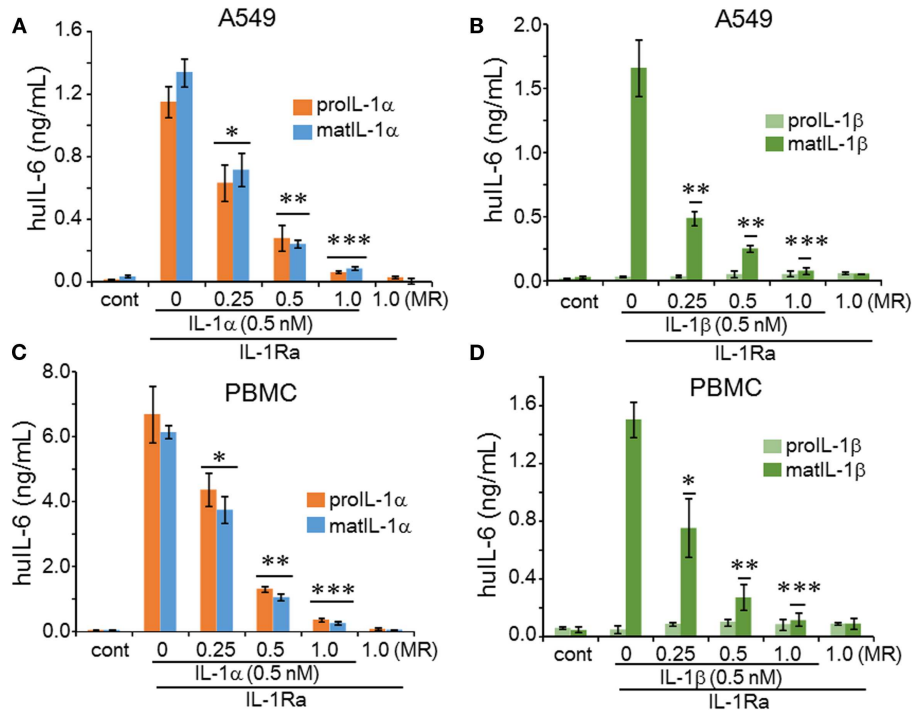 A
A549
huIL-6 (ng/mL)
1.6
1.2
0.8
0.4
0.0
*
**
***
proIL-1α
matIL-1α
cont
0
0.25
0.5
1.0
1.0 (MR)
IL-1α (0.5 nM)
IL-1Ra
B
A549
huIL-6 (ng/mL)
2.0
1.5
1.0
0.5
0.0
**
**
***
proIL-1β
matIL-1β
cont
0
0.25
0.5
1.0
1.0 (MR)
IL-1β (0.5 nM)
IL-1Ra
C
PBMC
huIL-6 (ng/mL)
8.0
6.0
4.0
2.0
0.0
*
**
***
proIL-1α
matIL-1α
cont
0
0.25
0.5
1.0
1.0 (MR)
IL-1α (0.5 nM)
IL-1Ra
D
PBMC
huIL-6 (ng/mL)
1.6
1.2
0.8
0.4
0.0
*
**
***
proIL-1β
matIL-1β
cont
0
0.25
0.5
1.0
1.0 (MR)
IL-1β (0.5 nM)
IL-1Ra